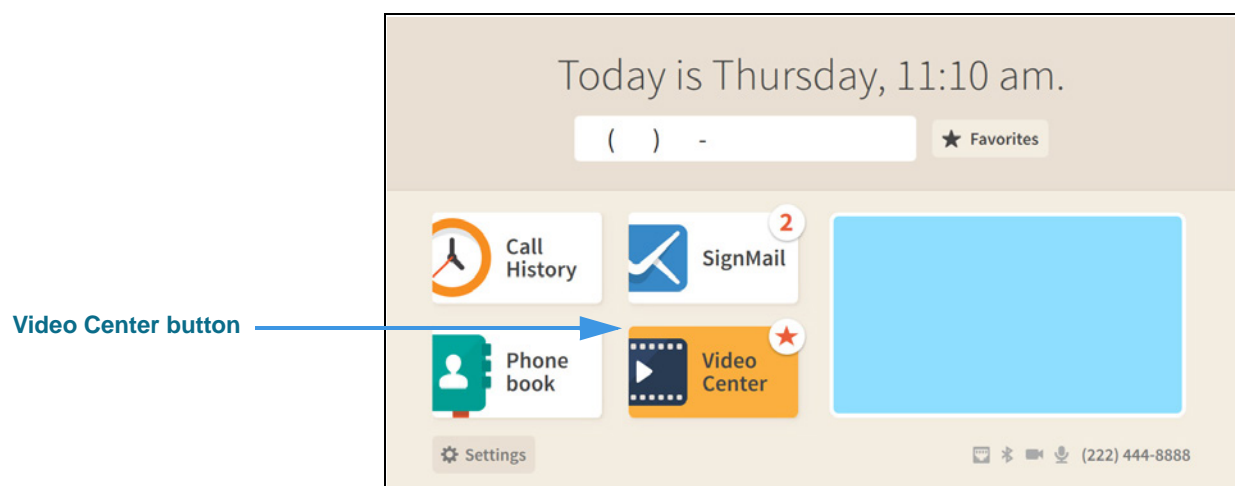 Today is Thursday, 11:10 am.
( ) -
★ Favorites
Call
History
2
SignMail
Video Center button
Phone
book
Video
Center
Settings
(222) 444-8888